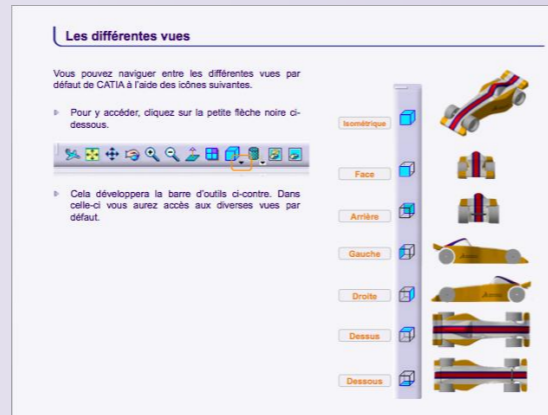 Les différentes vues
Vous pouvez naviguer entre les différentes vues par
défaut de CATIA à l'aide des icônes suivantes.
Pour y accéder, cliquez sur la petite flèche noire ci-
dessous.
Cela développera la barre d'outils ci-contre. Dans
celle-ci vous aurez accès aux diverses vues par
défaut.
Isométrique
Face
Arrière
Gauche
Droite
Dessus
Dessous